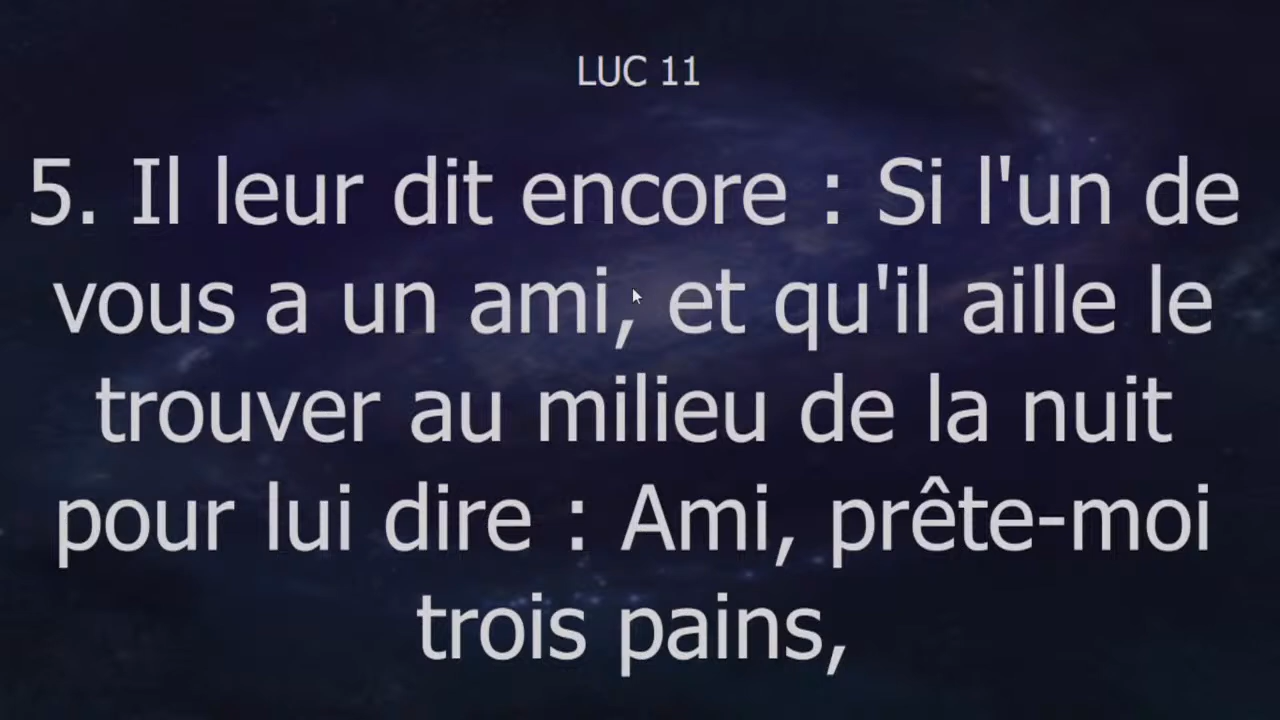 LUC 11
5. Il leur dit encore : Si l'un de
vous a un ami, et qu'il aille le
trouver au milieu de la nuit
pour lui dire : Ami, prête-moi
trois pains,